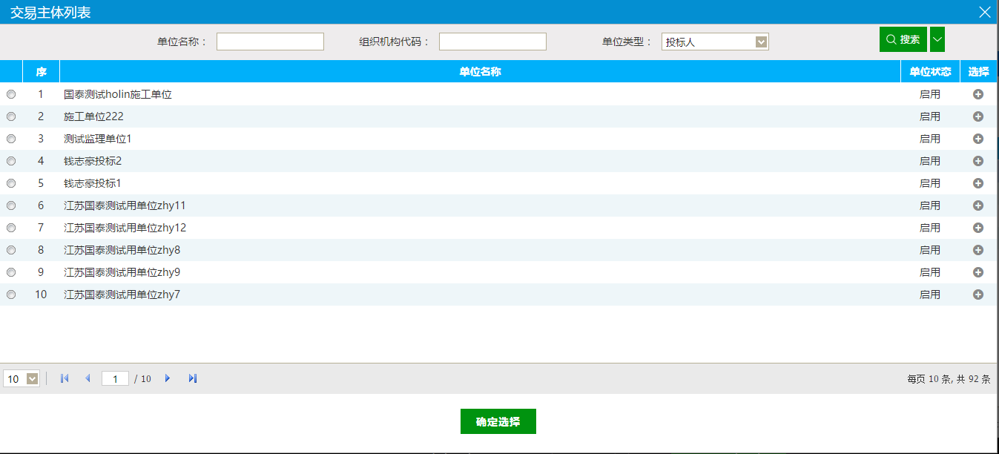 交易主体列表
单位名称： 组织机构代码： 单位类型： 投标人 搜索
序 单位名称 单位状态 选择
1 国泰测试holin施工单位 启用
2 施工单位222 启用
3 测试监理单位1 启用
4 钱志豪投标2 启用
5 钱志豪投标1 启用
6 江苏国泰测试用单位zhy11 启用
7 江苏国泰测试用单位zhy12 启用
8 江苏国泰测试用单位zhy8 启用
9 江苏国泰测试用单位zhy9 启用
10 江苏国泰测试用单位zhy7 启用
10 1 / 10 每页 10 条, 共 92 条
确定选择